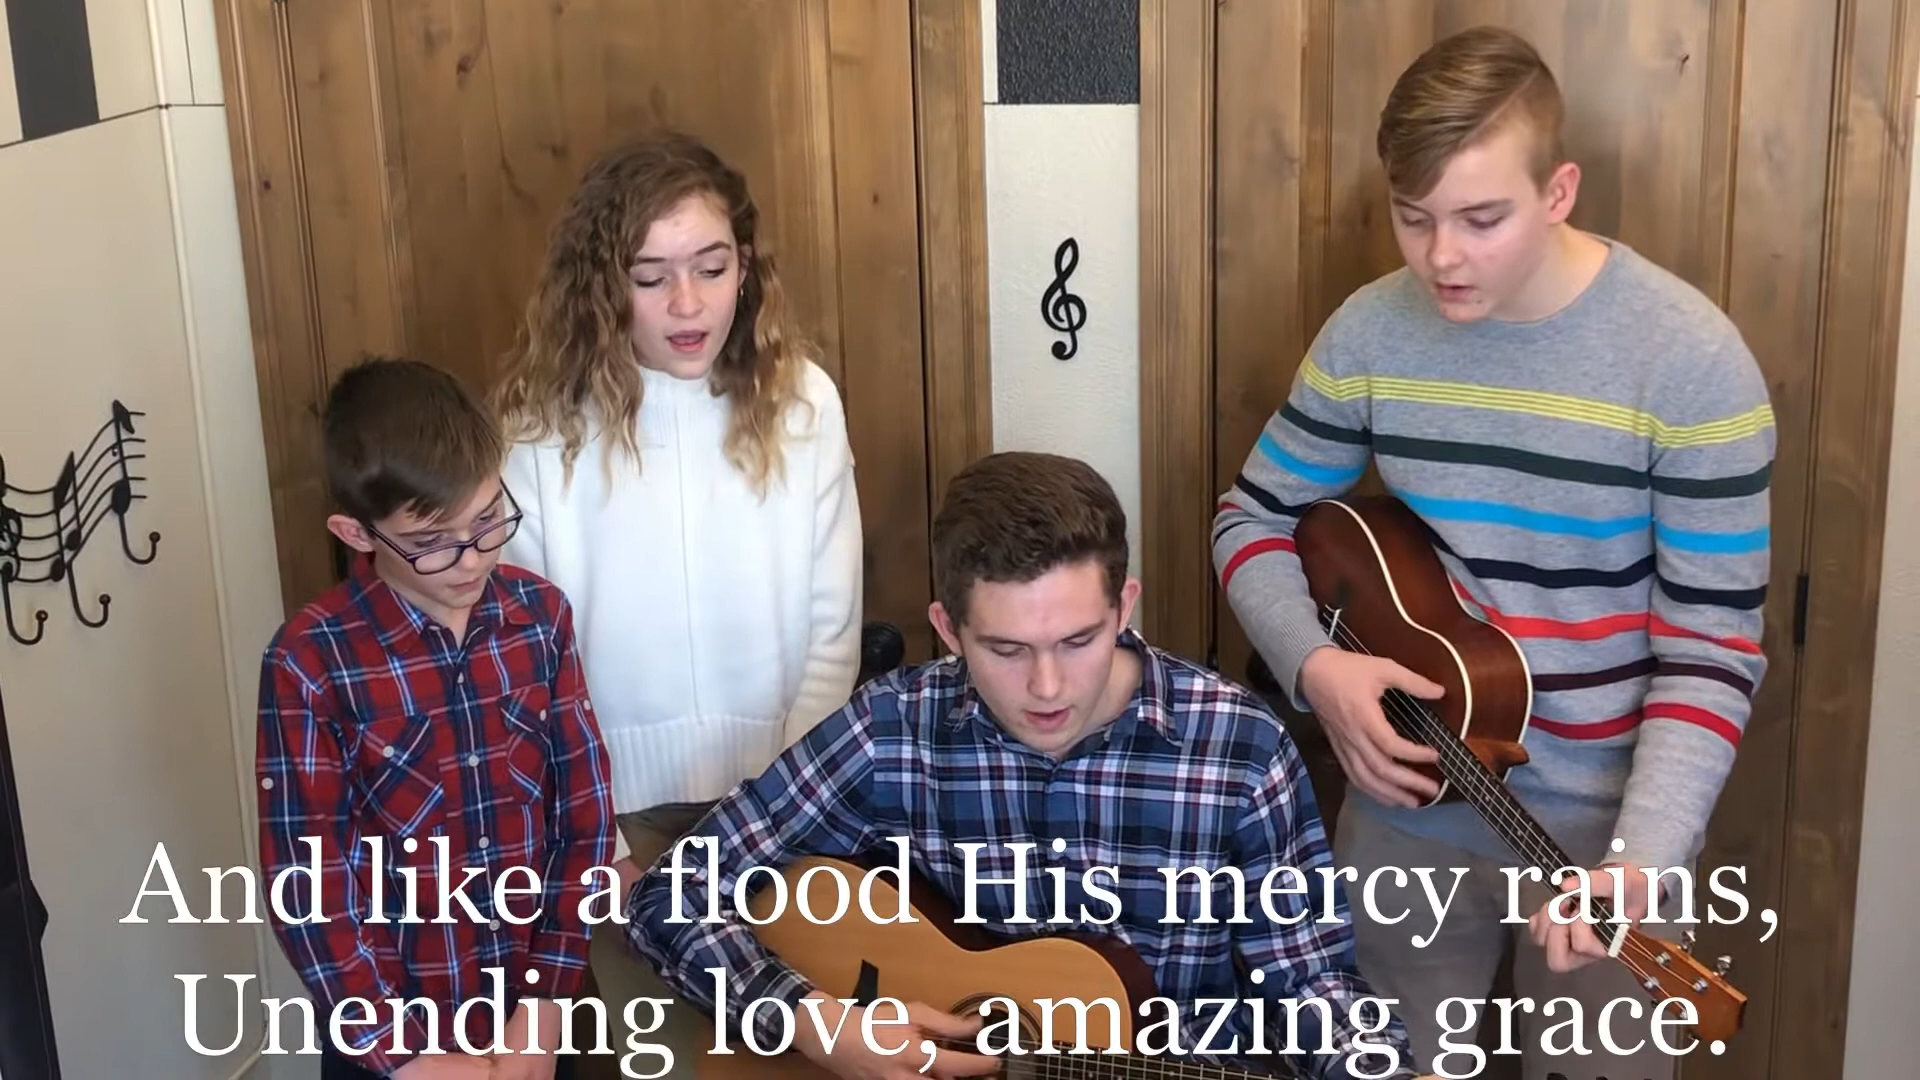 And like a flood His mercy rains,
Unending love, amazing grace.